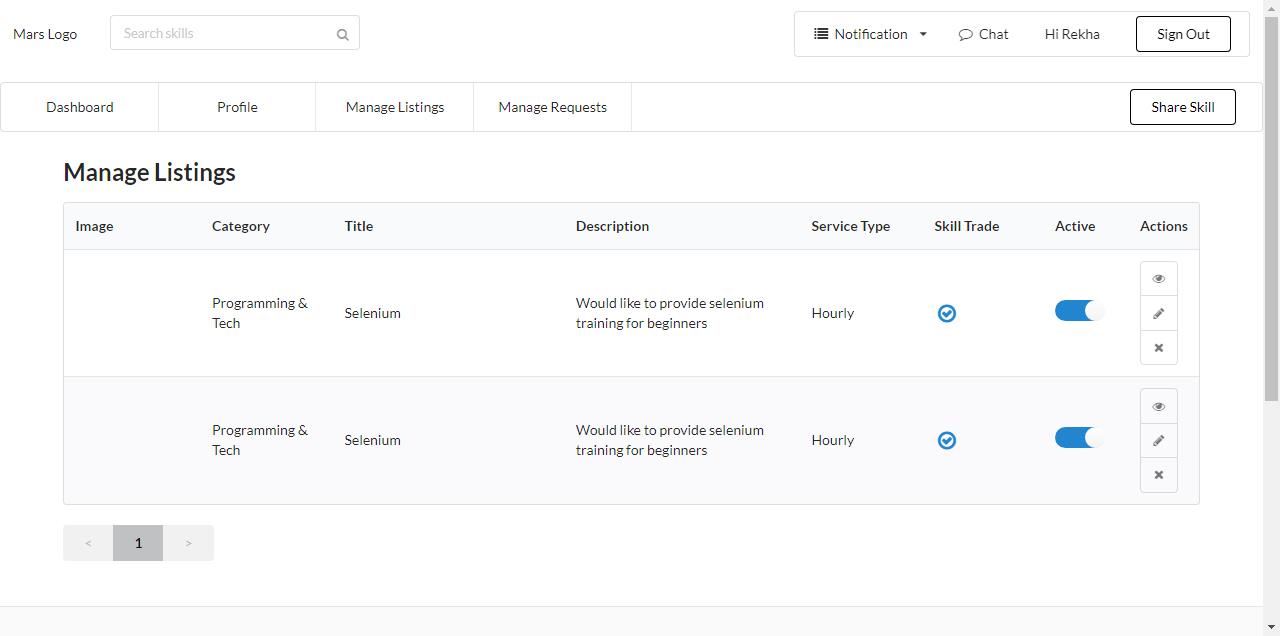 Mars Logo
Search skills
Notification
Chat
Hi Rekha
Sign Out
Dashboard
Profile
Manage Listings
Manage Requests
Share Skill
Manage Listings
Image Category Title Description Service Type Skill Trade Active Actions
Programming &
Tech
Selenium
Would like to provide selenium
training for beginners
Hourly
Programming &
Tech
Selenium
Would like to provide selenium
training for beginners
Hourly
< 1 >